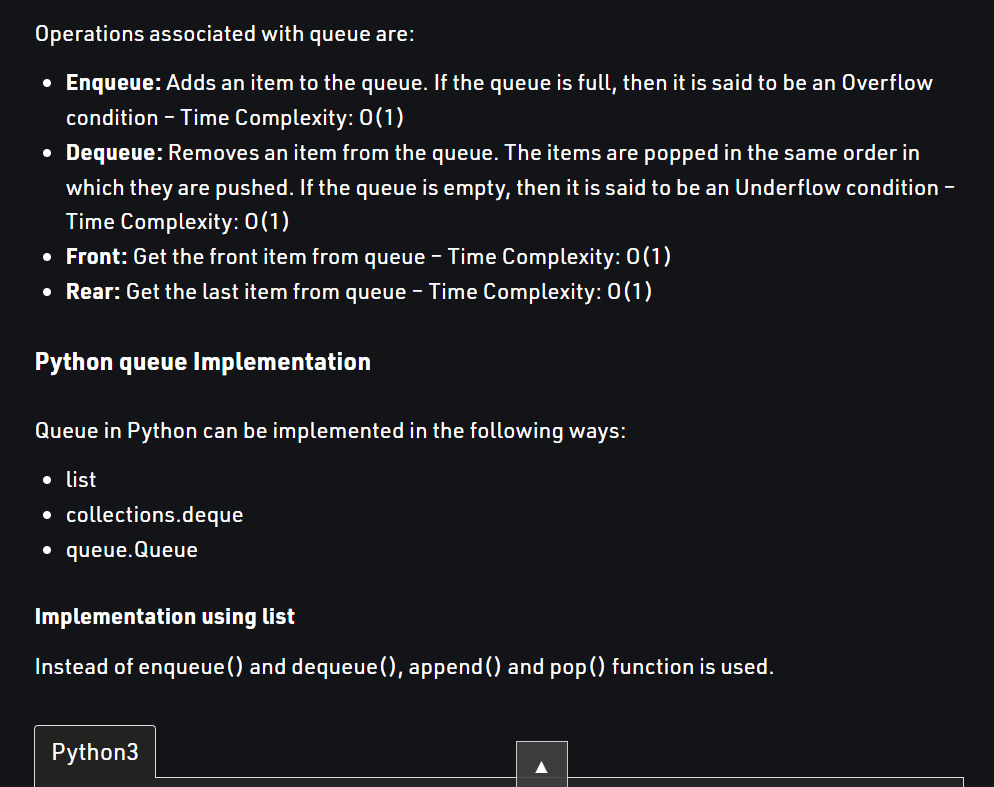 Operations associated with queue are:
• Enqueue: Adds an item to the queue. If the queue is full, then it is said to be an Overflow
condition – Time Complexity: O(1)
• Dequeue: Removes an item from the queue. The items are popped in the same order in
which they are pushed. If the queue is empty, then it is said to be an Underflow condition –
Time Complexity: O(1)
• Front: Get the front item from queue – Time Complexity: O(1)
• Rear: Get the last item from queue – Time Complexity: O(1)
Python queue Implementation
Queue in Python can be implemented in the following ways:
• list
• collections.deque
• queue.Queue
Implementation using list
Instead of enqueue() and dequeue(), append() and pop() function is used.
Python3
▲